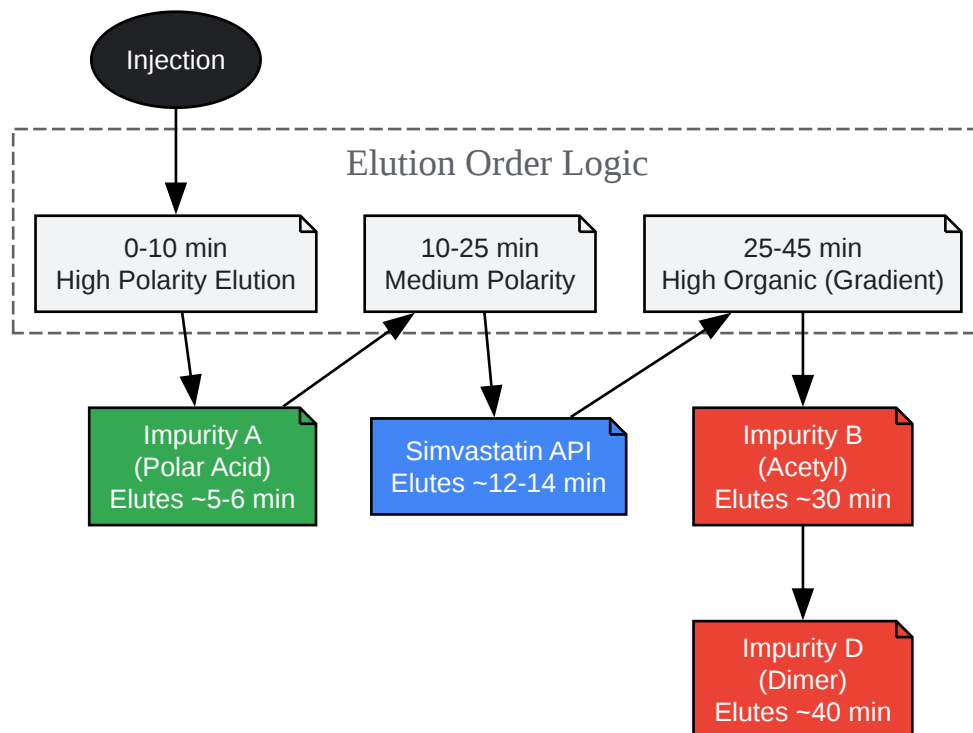 Injection
Elution Order Logic
0-10 min
High Polarity Elution
10-25 min
Medium Polarity
25-45 min
High Organic (Gradient)
Impurity A
(Polar Acid)
Elutes ~5-6 min
Simvastatin API
Elutes ~12-14 min
Impurity B
(Acetyl)
Elutes ~30 min
Impurity D
(Dimer)
Elutes ~40 min